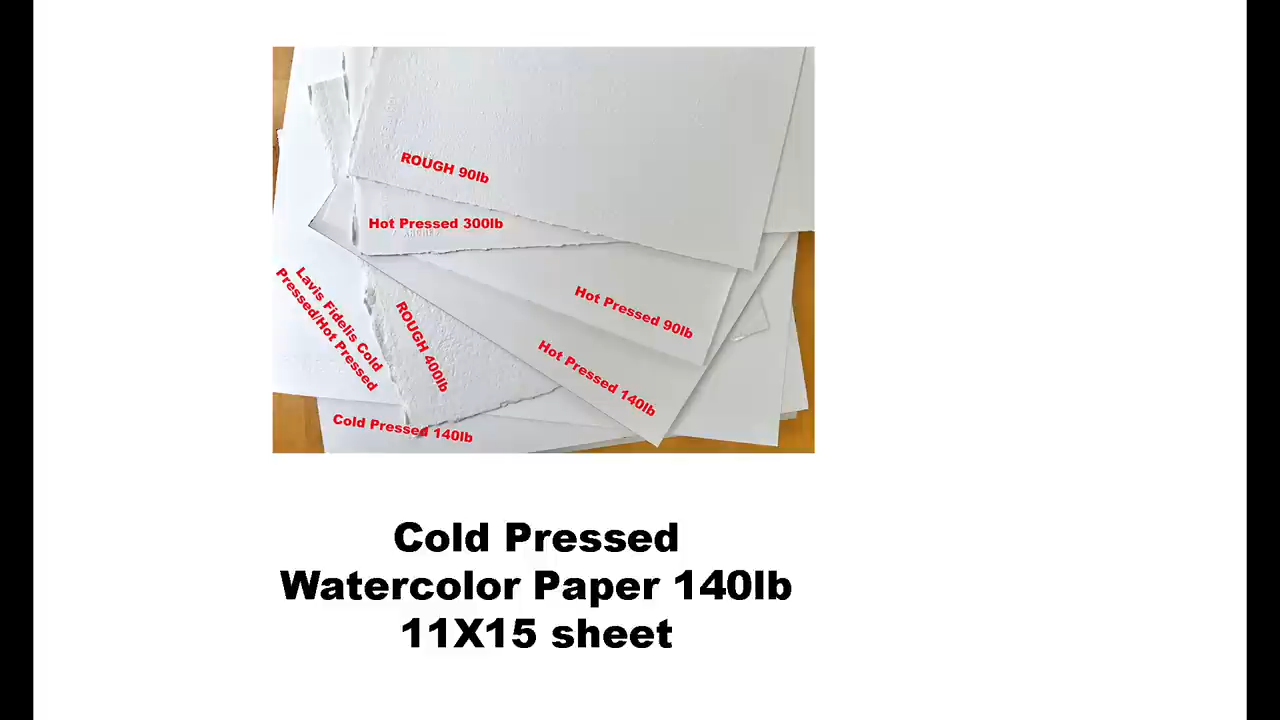 ROUGH 90lb
Hot Pressed 300lb
Hot Pressed 90lb
Lavis Fidelis Cold
Pressed/Hot Pressed
ROUGH 400lb
Hot Pressed 140lb
Cold Pressed 140lb
Cold Pressed
Watercolor Paper 140lb
11X15 sheet